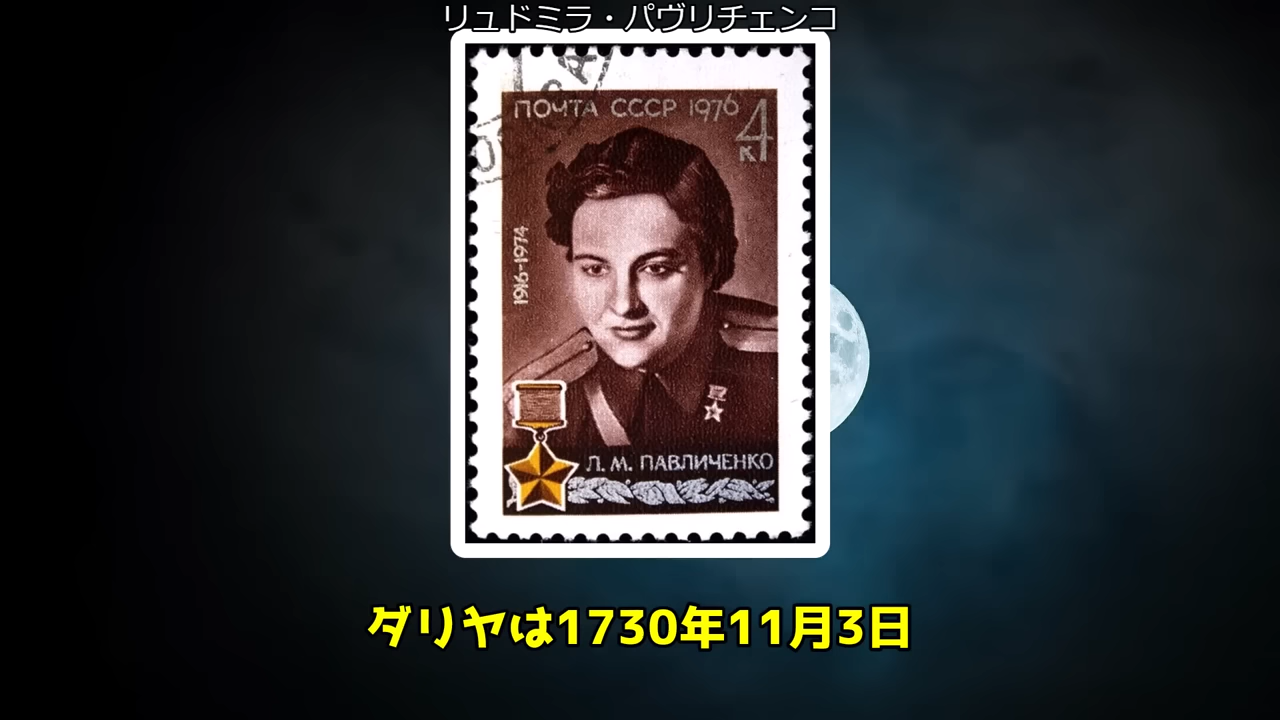 リュドミラ・パヴリチェンコ
ПОЧТА СССР 1976
4
к
1916-1974
Л. М. ПАВЛИЧЕНКО
ダリヤは1730年11月3日